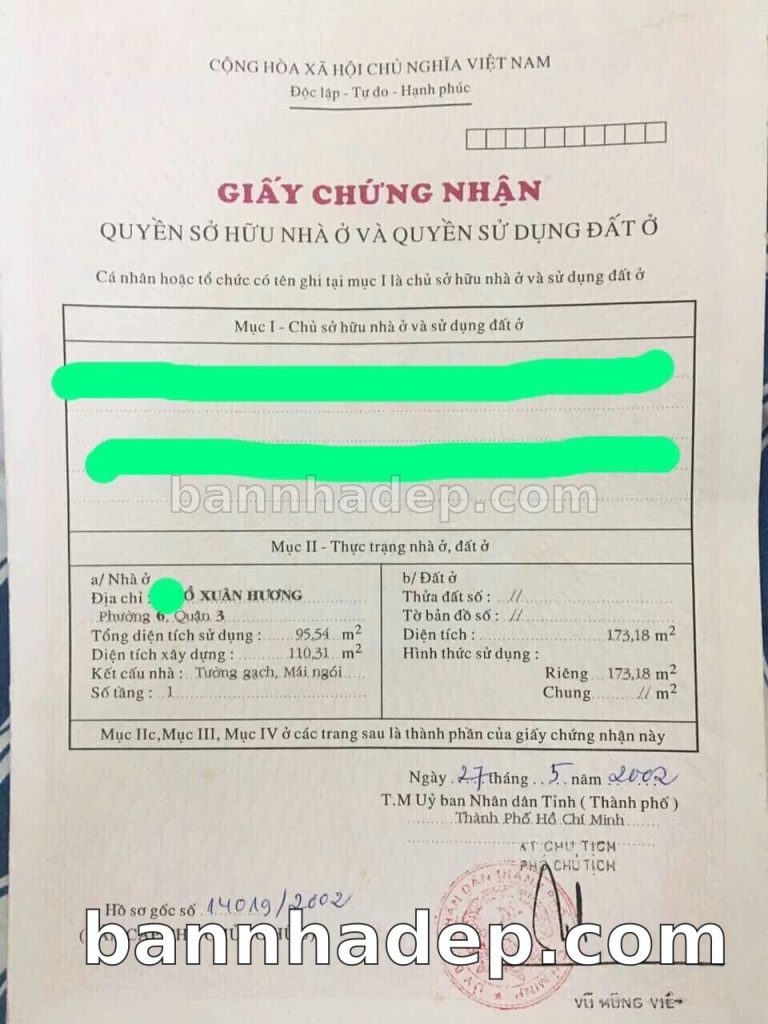 CỘNG HÒA XÃ HỘI CHỦ NGHĨA VIỆT NAM
Độc lập - Tự do - Hạnh phúc
GIẤY CHỨNG NHẬN
QUYỀN SỞ HỮU NHÀ Ở VÀ QUYỀN SỬ DỤNG ĐẤT Ở
Cá nhân hoặc tổ chức có tên ghi tại mục I là chủ sở hữu nhà ở và sử dụng đất ở
Mục I - Chủ sở hữu nhà ở và sử dụng đất ở
bannhadep.com
Mục II - Thực trạng nhà ở, đất ở
a/ Nhà ở
Địa chỉ : Ồ XUÂN HƯƠNG
Phường 6, Quận 3
Tổng diện tích sử dụng : 95,54 m²
Diện tích xây dựng : 110,31 m²
Kết cấu nhà : Tường gạch, Mái ngói
Số tầng : 1
b/ Đất ở
Thửa đất số : //
Tờ bản đồ số : //
Diện tích : 173,18 m²
Hình thức sử dụng :
Riêng 173,18 m²
Chung // m²
Mục IIc, Mục III, Mục IV ở các trang sau là thành phần của giấy chứng nhận này
Ngày 27 tháng 5 năm 2002
T.M Uỷ ban Nhân dân Tỉnh ( Thành phố )
Thành Phố Hồ Chí Minh
KT CHỦ TỊCH
PHÓ CHỦ TỊCH
Hồ sơ gốc số 14019/2002
bannhadep.com
VŨ HÙNG VIỆT